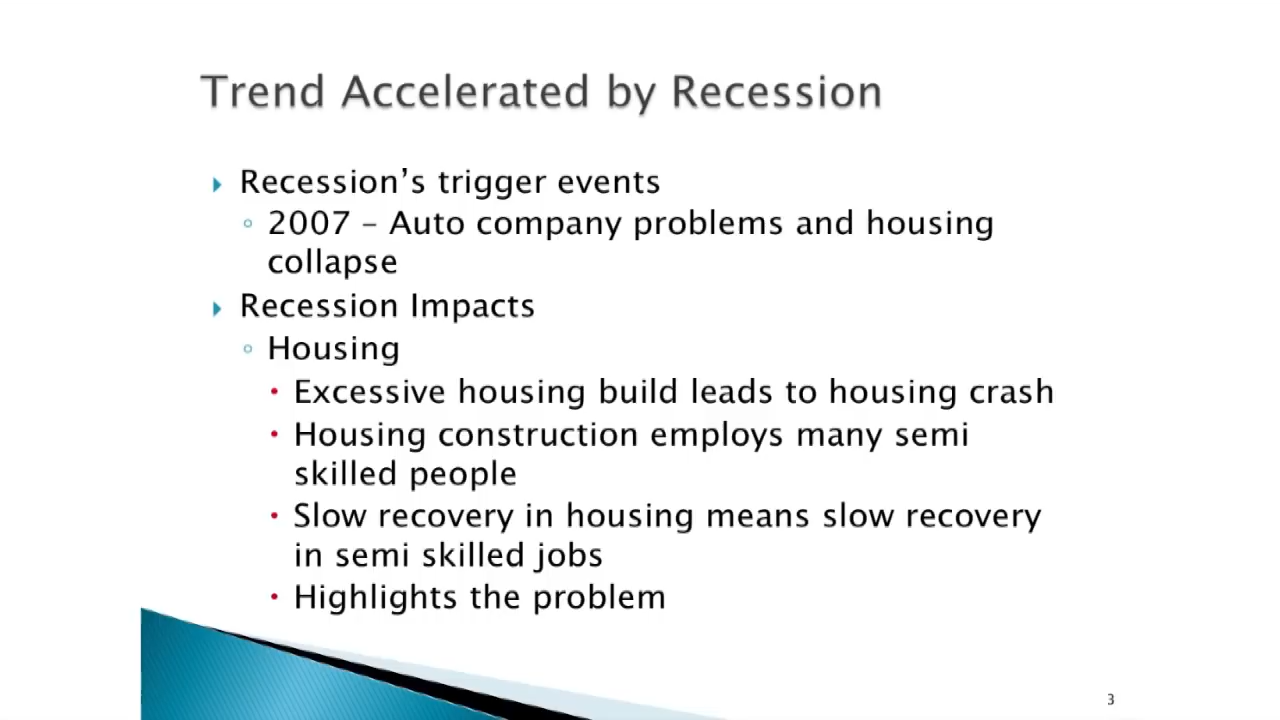 Trend Accelerated by Recession
Recession’s trigger events
2007 – Auto company problems and housing
collapse
Recession Impacts
Housing
Excessive housing build leads to housing crash
Housing construction employs many semi
skilled people
Slow recovery in housing means slow recovery
in semi skilled jobs
Highlights the problem
3